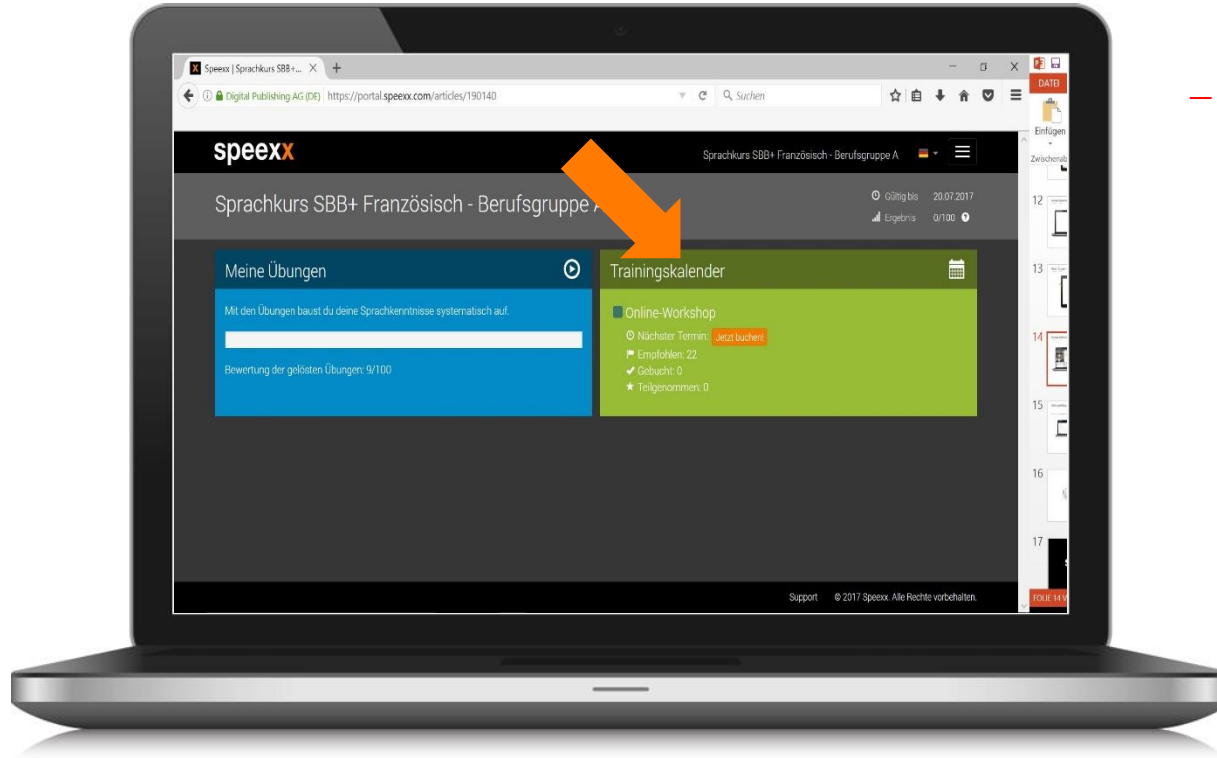 Speexx | Sprachkurs SBB+...
Digital Publishing AG (DE) https://portal.speexx.com/articles/190140
Suchen
DATEI
Einfügen
Zwischenab
speexx
Sprachkurs SBB+ Französisch - Berufsgruppe A
Sprachkurs SBB+ Französisch - Berufsgruppe
Gültig bis 20.07.2017
Ergebnis 0/100
Meine Übungen
Mit den Übungen baust du deine Sprachkenntnisse systematisch auf.
Bewertung der gelösten Übungen: 9/100
Trainingskalender
Online-Workshop
Nächster Termin: Jetzt buchen!
Empfohlen: 22
Gebucht: 0
Teilgenommen: 0
12
13
14
15
16
17
Support © 2017 Speexx. Alle Rechte vorbehalten.
FOLIE 14 V